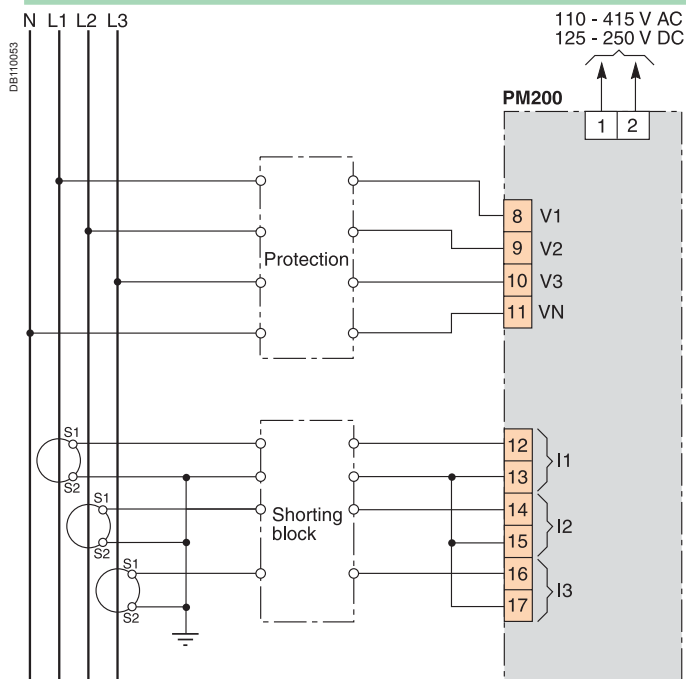 N L1 L2 L3
110 - 415 V AC
125 - 250 V DC
DB110053
PM200
1 2
8 V1
9 V2
Protection
10 V3
11 VN
S1
12
I1
S2
13
S1
14
Shorting
block
I2
S2
15
S1
16
I3
S2
17